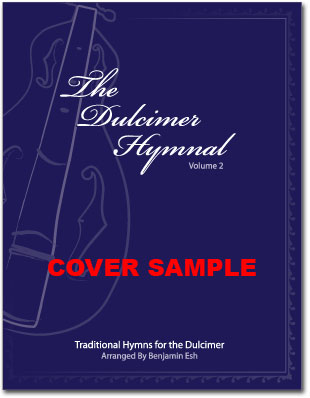 The
Dulcimer
Hymnal
Volume 2
COVER SAMPLE
Traditional Hymns for the Dulcimer
Arranged By Benjamin Esh